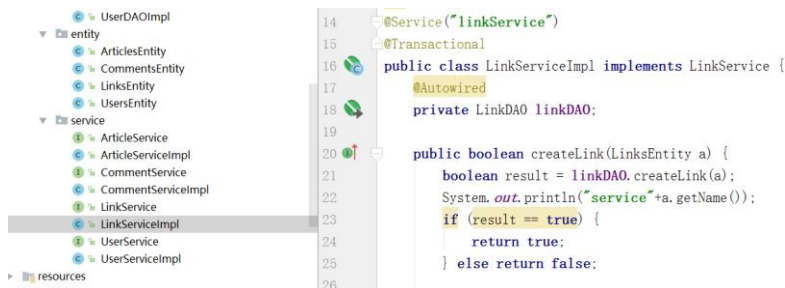 UserDAOImpl
entity
ArticlesEntity
CommentsEntity
LinksEntity
UsersEntity
service
ArticleService
ArticleServiceImpl
CommentService
CommentServiceImpl
LinkService
LinkServiceImpl
UserService
UserServiceImpl
resources
14 @Service("linkService")
15 @Transactional
16 public class LinkServiceImpl implements LinkService {
17 @Autowired
18 private LinkDAO linkDAO;
19
20 public boolean createLink(LinksEntity a) {
21 boolean result = linkDAO.createLink(a);
22 System.out.println("service"+a.getName());
23 if (result == true) {
24 return true;
25 } else return false;
26